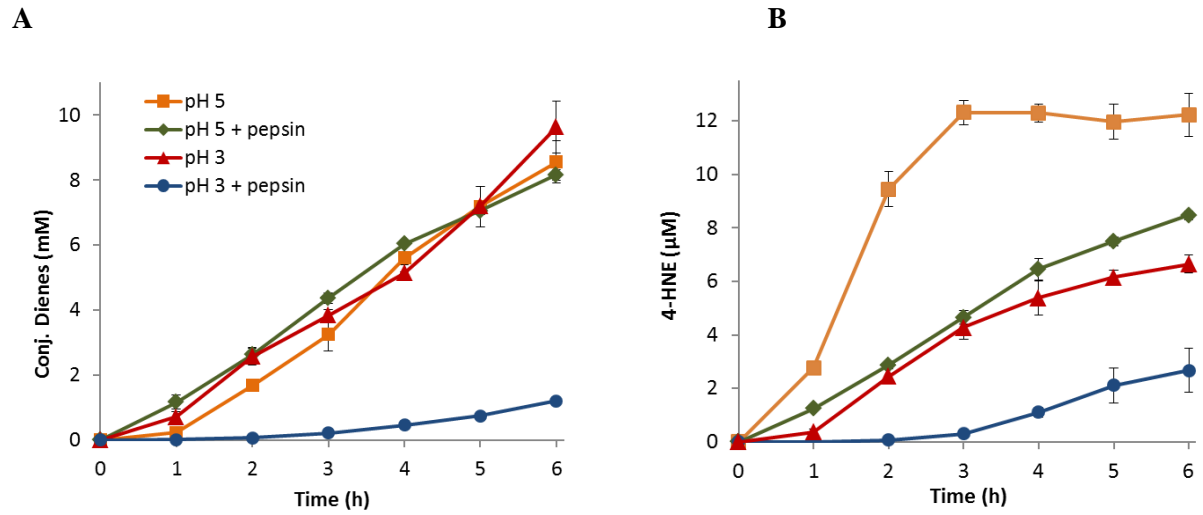 A
B
Conj. Dienes (mM)
10
8
6
4
2
0
pH 5
pH 5 + pepsin
pH 3
pH 3 + pepsin
0 1 2 3 4 5 6
Time (h)
4-HNE (µM)
12
10
8
6
4
2
0
0 1 2 3 4 5 6
Time (h)